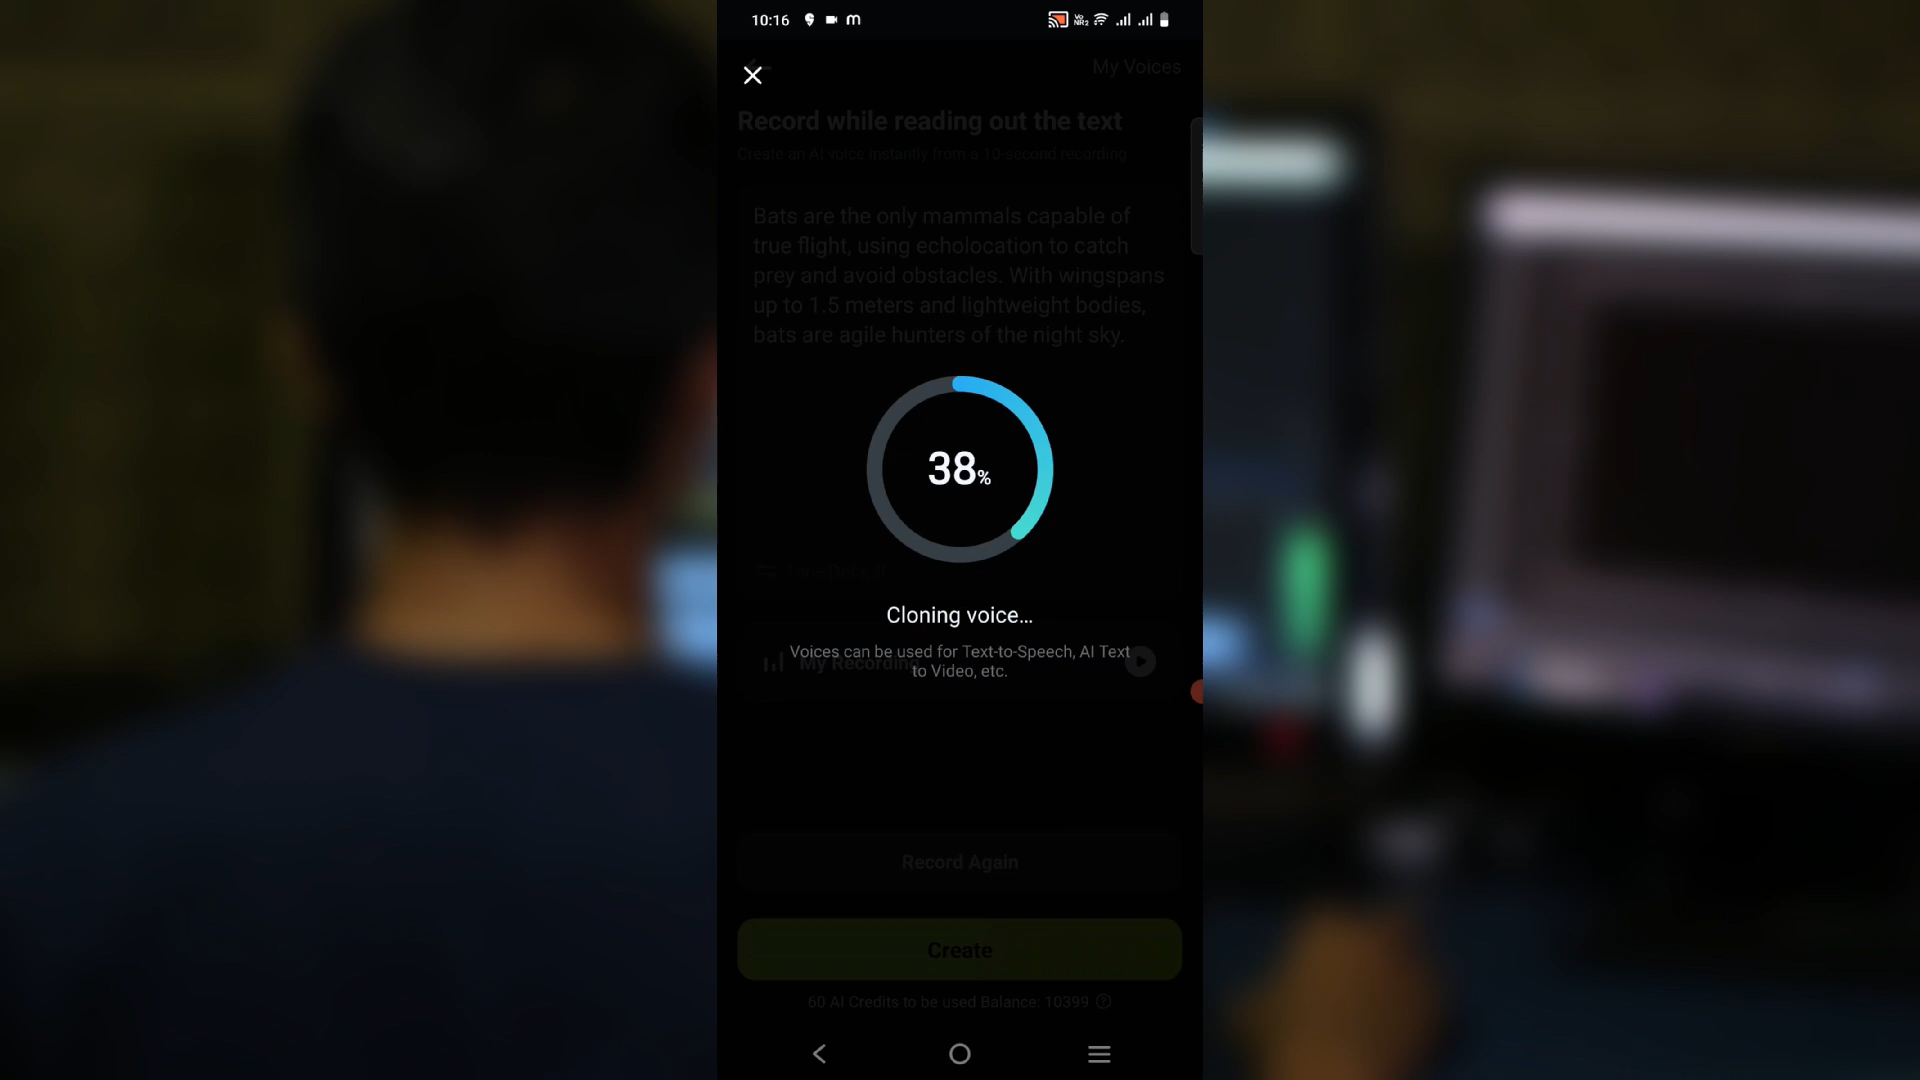 10:16
Vo
NR2
My Voices
Record while reading out the text
Create an AI voice instantly from a 10-second recording
Bats are the only mammals capable of
true flight, using echolocation to catch
prey and avoid obstacles. With wingspans
up to 1.5 meters and lightweight bodies,
bats are agile hunters of the night sky.
38%
Cloning voice...
Voices can be used for Text-to-Speech, AI Text
to Video, etc.
My Recording
Record Again
Create
60 AI Credits to be used Balance: 10399